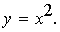 y = x².